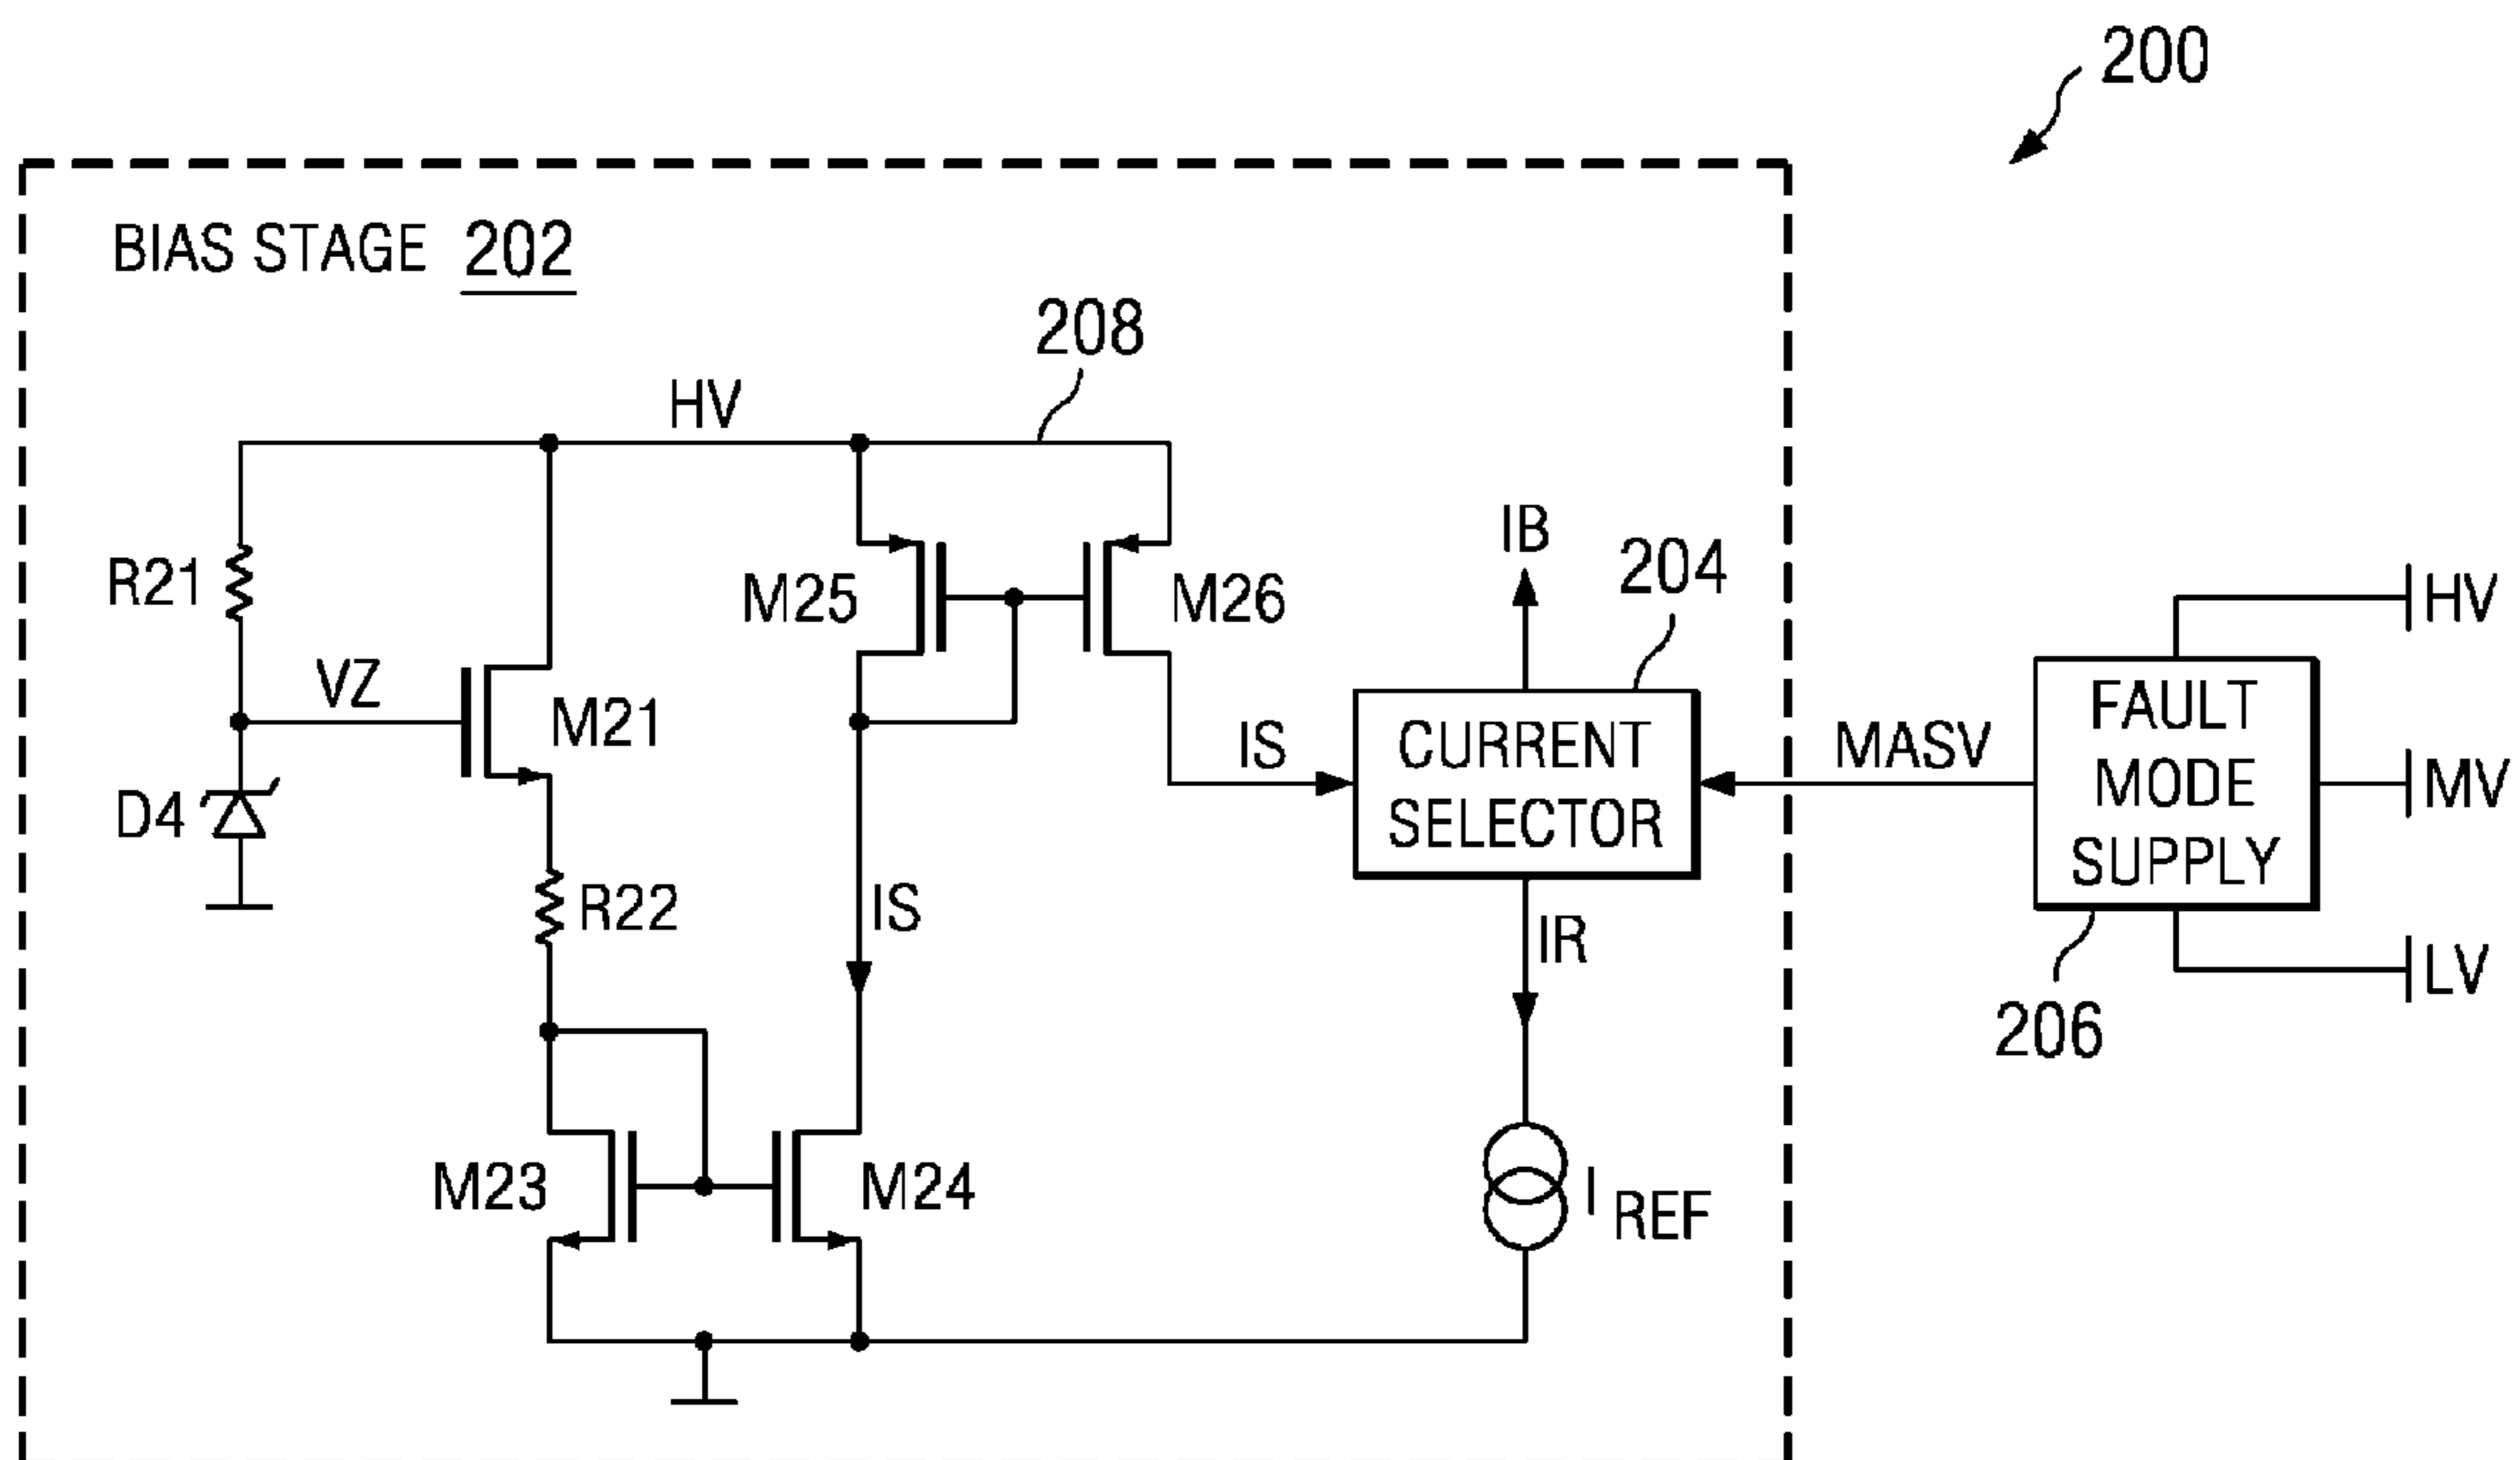 200
BIAS STAGE 202
208
HV
R21
M25
M26
IB
204
HV
VZ
M21
IS
CURRENT
SELECTOR
MASV
FAULT
MODE
SUPPLY
MV
D4
R22
IS
IR
LV
206
M23
M24
I REF